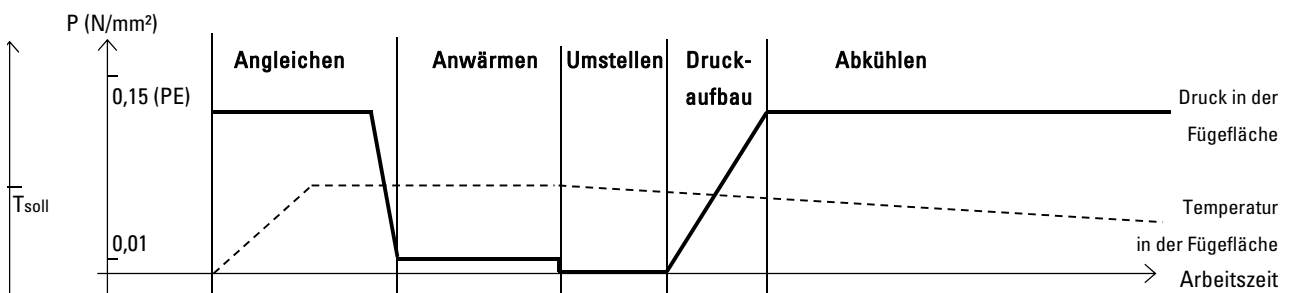 P (N/mm²)
Angleichen
Anwärmen
Umstellen
Druck-
aufbau
Abkühlen
0,15 (PE)
Druck in der
Fügefläche
Tsoll
Temperatur
in der Fügefläche
0,01
Arbeitszeit